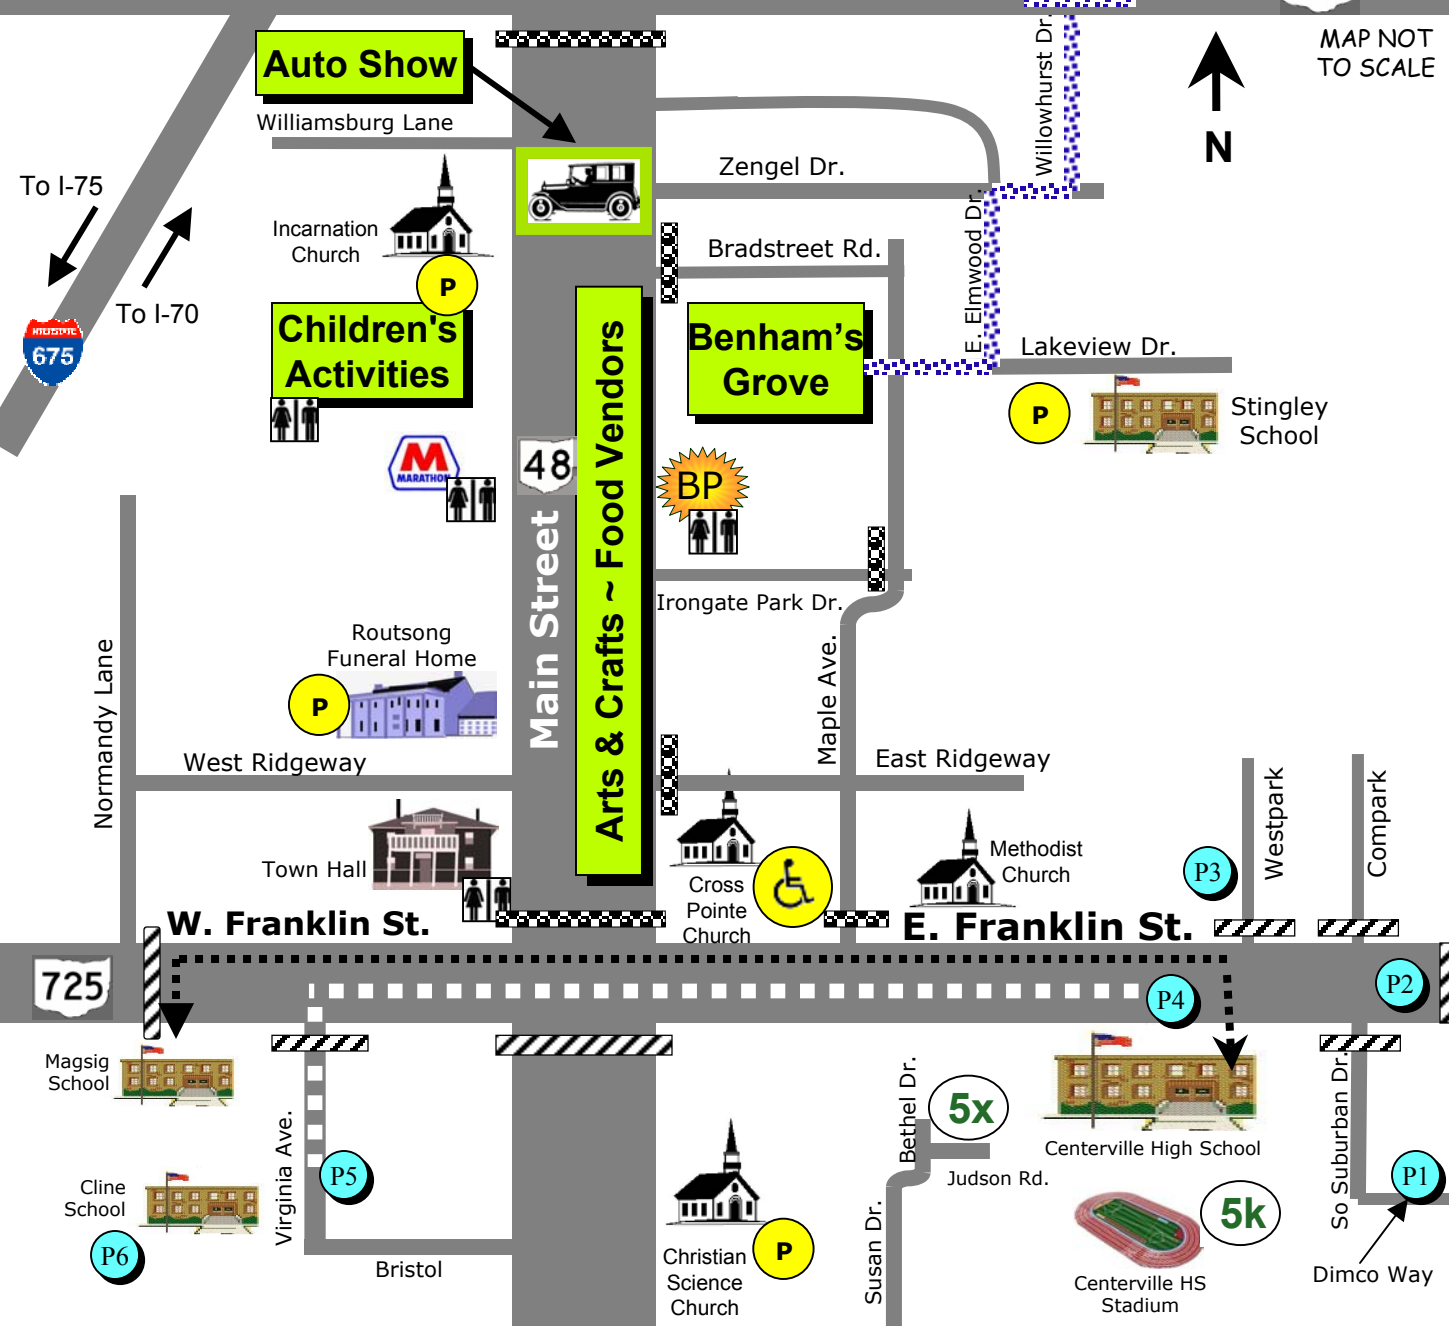 Auto Show
Williamsburg Lane
To I-75
To I-70
675
Incarnation
Church
P
Children's
Activities
MARATHON
48
Main Street
Arts & Crafts ~ Food Vendors
Zengel Dr.
Bradstreet Rd.
Benham's
Grove
Willowhurst Dr.
E. Elmwood Dr.
Lakeview Dr.
MAP NOT
TO SCALE
N
P
Stingley
School
BP
Irongate Park Dr.
Maple Ave.
Normandy Lane
Routsong
Funeral Home
P
West Ridgeway
East Ridgeway
Town Hall
Cross
Pointe
Church
Methodist
Church
P3
Westpark
Compark
W. Franklin St.
E. Franklin St.
725
P4
P2
Magsig
School
Cline
School
P6
Virginia Ave.
P5
Bristol
Christian
Science
Church
P
Bethel Dr.
5x
Judson Rd.
Susan Dr.
Centerville High School
5k
Centerville HS
Stadium
So Suburban Dr.
P1
Dimco Way